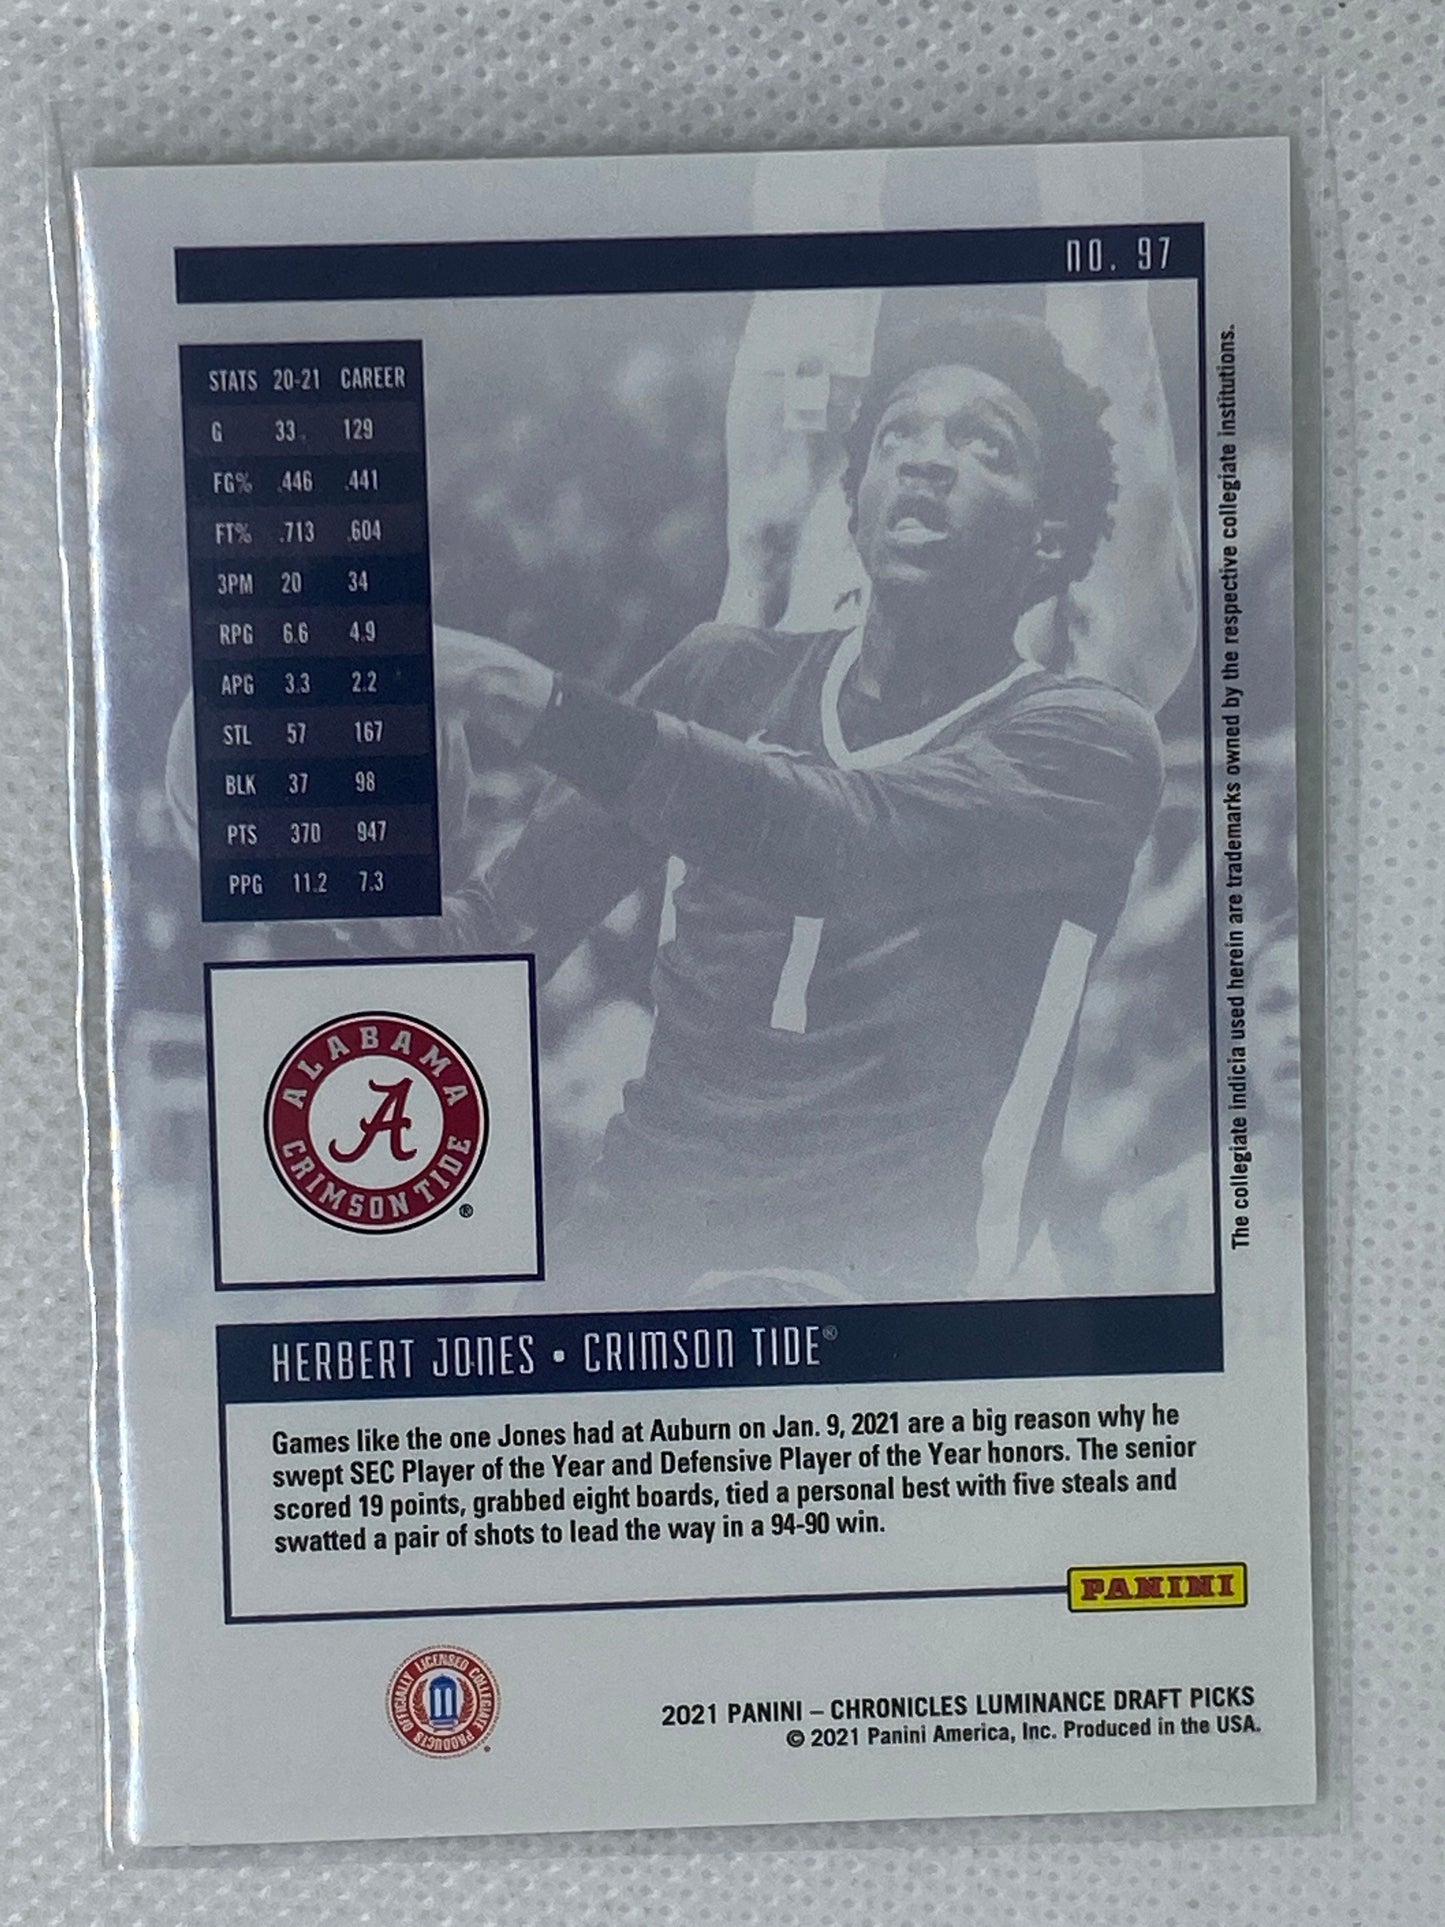 no. 97
STATS 20-21 CAREER
G 33 129
FG% .446 .441
FT% .713 .604
3PM 20 34
RPG 6.6 4.9
APG 3.3 2.2
STL 57 167
BLK 37 98
PTS 370 947
PPG 11.2 7.3
The collegiate indicia used herein are trademarks owned by the respective collegiate institutions.
1
ALABAMA
A
CRIMSON TIDE
®
HERBERT JONES • CRIMSON TIDE®
Games like the one Jones had at Auburn on Jan. 9, 2021 are a big reason why he
swept SEC Player of the Year and Defensive Player of the Year honors. The senior
scored 19 points, grabbed eight boards, tied a personal best with five steals and
swatted a pair of shots to lead the way in a 94-90 win.
PANINI
OFFICIALLY LICENSED COLLEGIATE PRODUCTS
2021 PANINI – CHRONICLES LUMINANCE DRAFT PICKS
© 2021 Panini America, Inc. Produced in the USA.